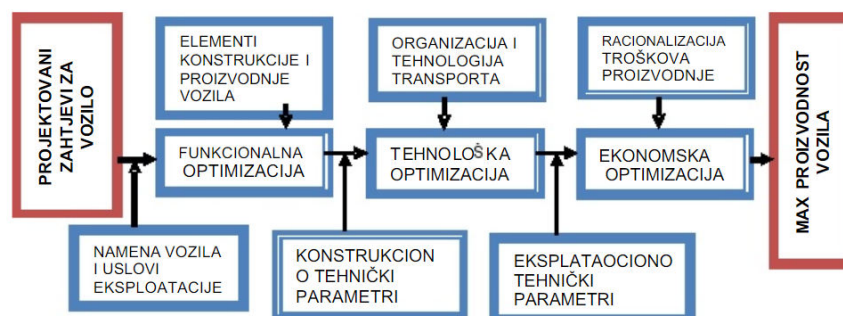 PROJEKTOVANI
ZAHTJEVI ZA
VOZILO
ELEMENTI
KONSTRUKCIJE I
PROIZVODNJE
VOZILA
ORGANIZACIJA I
TEHNOLOGIJA
TRANSPORTA
RACIONALIZACIJA
TROŠKOVA
PROIZVODNJE
FUNKCIONALNA
OPTIMIZACIJA
TEHNOLOŠKA
OPTIMIZACIJA
EKONOMSKA
OPTIMIZACIJA
MAX PROIZVODNOST
VOZILA
NAMENA VOZILA
I USLOVI
EKSPLOATACIJE
KONSTRUKCION
O TEHNIČKI
PARAMETRI
EKSPLATAOCIONO
TEHNIČKI
PARAMETRI